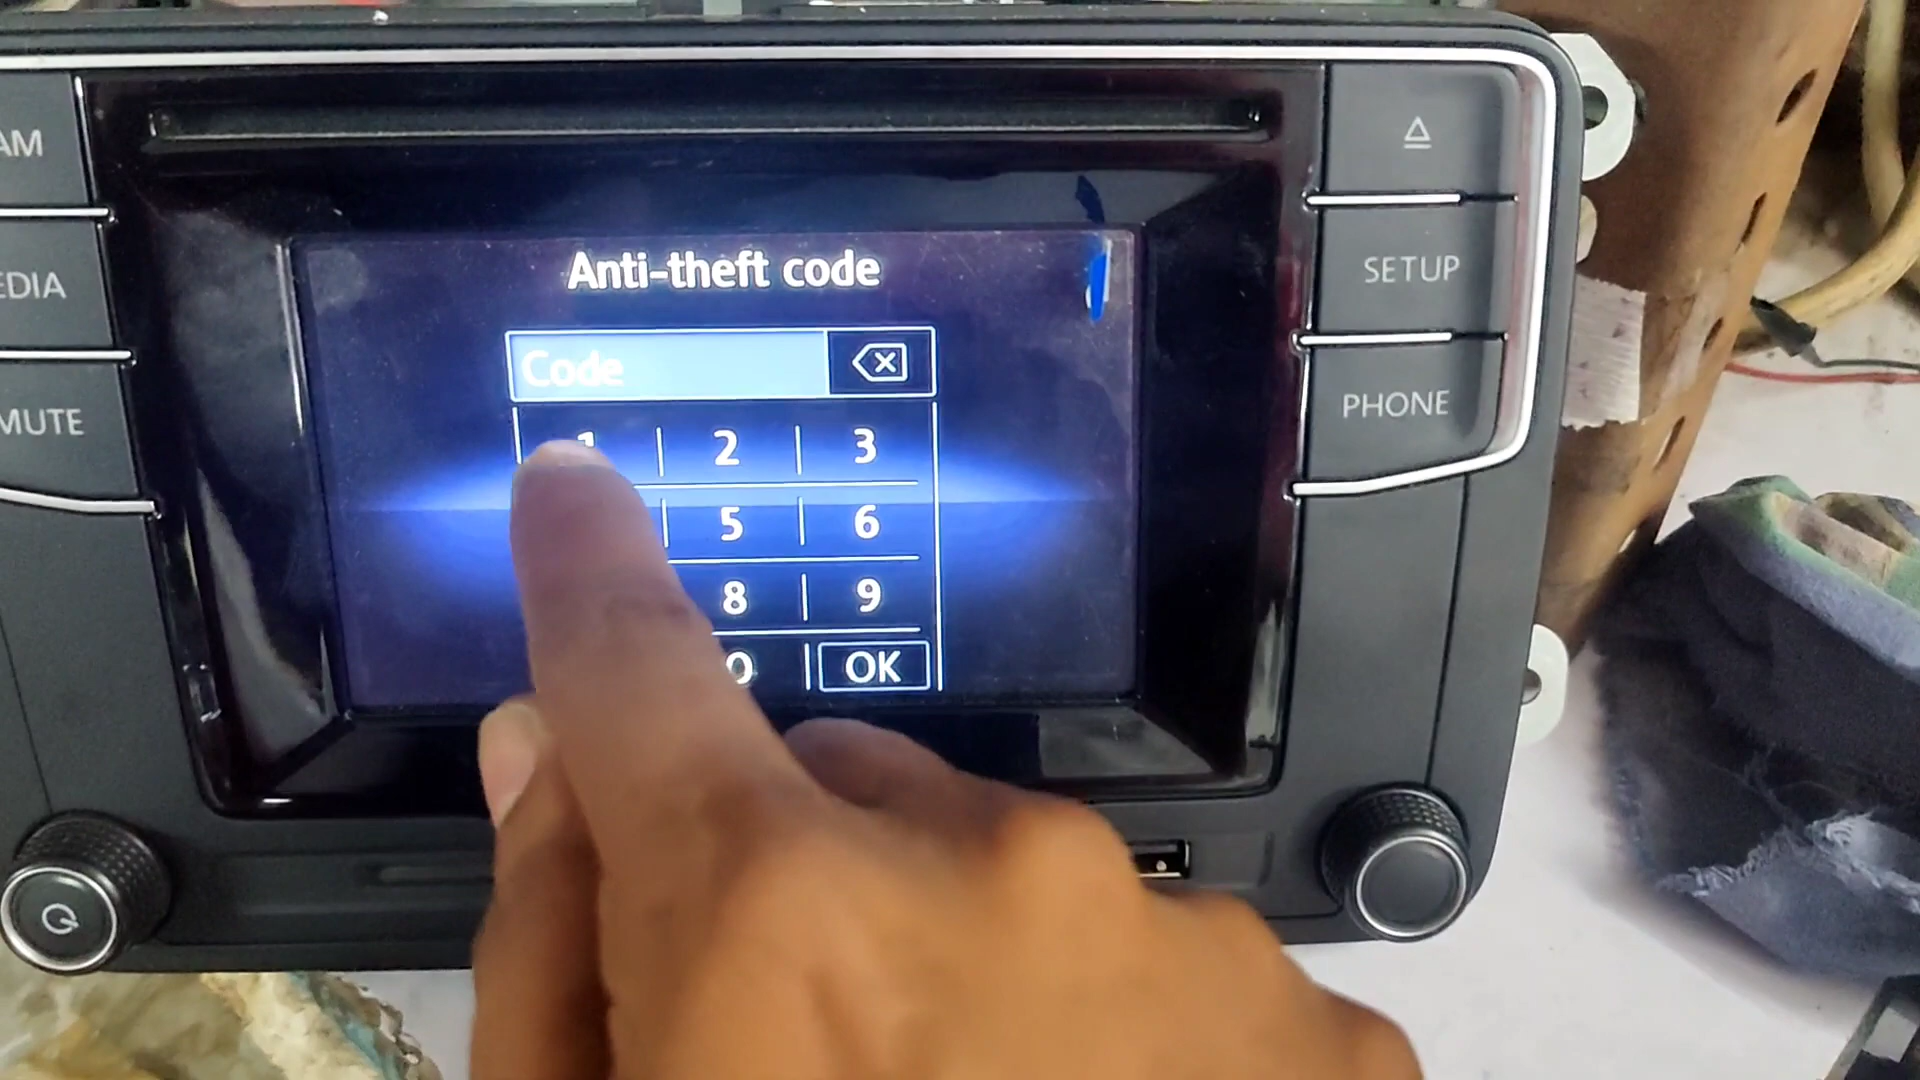 AM
EDIA
MUTE
Anti-theft code
Code
1 2 3
5 6
8 9
0 OK
SETUP
PHONE